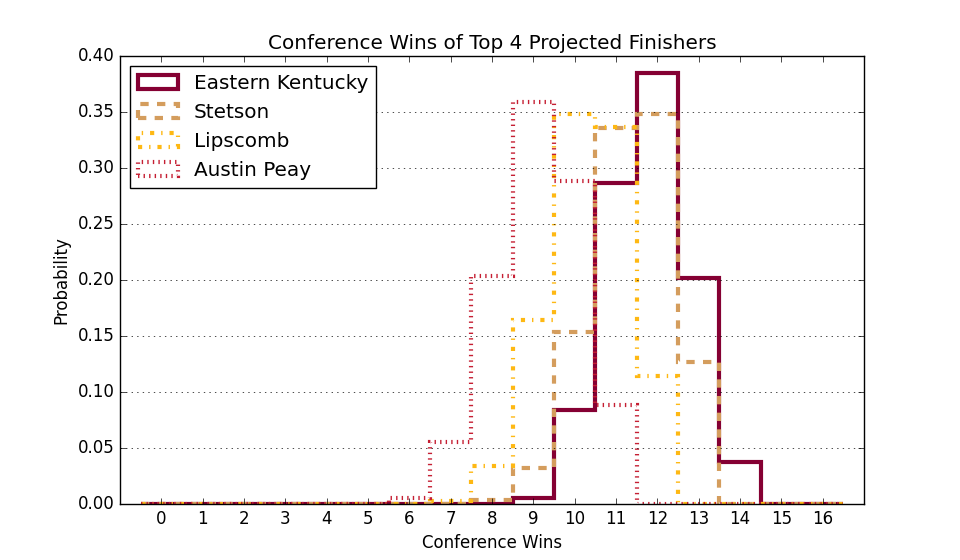 Conference Wins of Top 4 Projected Finishers
Eastern Kentucky
Stetson
Lipscomb
Austin Peay
Probability
0.40
0.35
0.30
0.25
0.20
0.15
0.10
0.05
0.00
0 1 2 3 4 5 6 7 8 9 10 11 12 13 14 15 16
Conference Wins